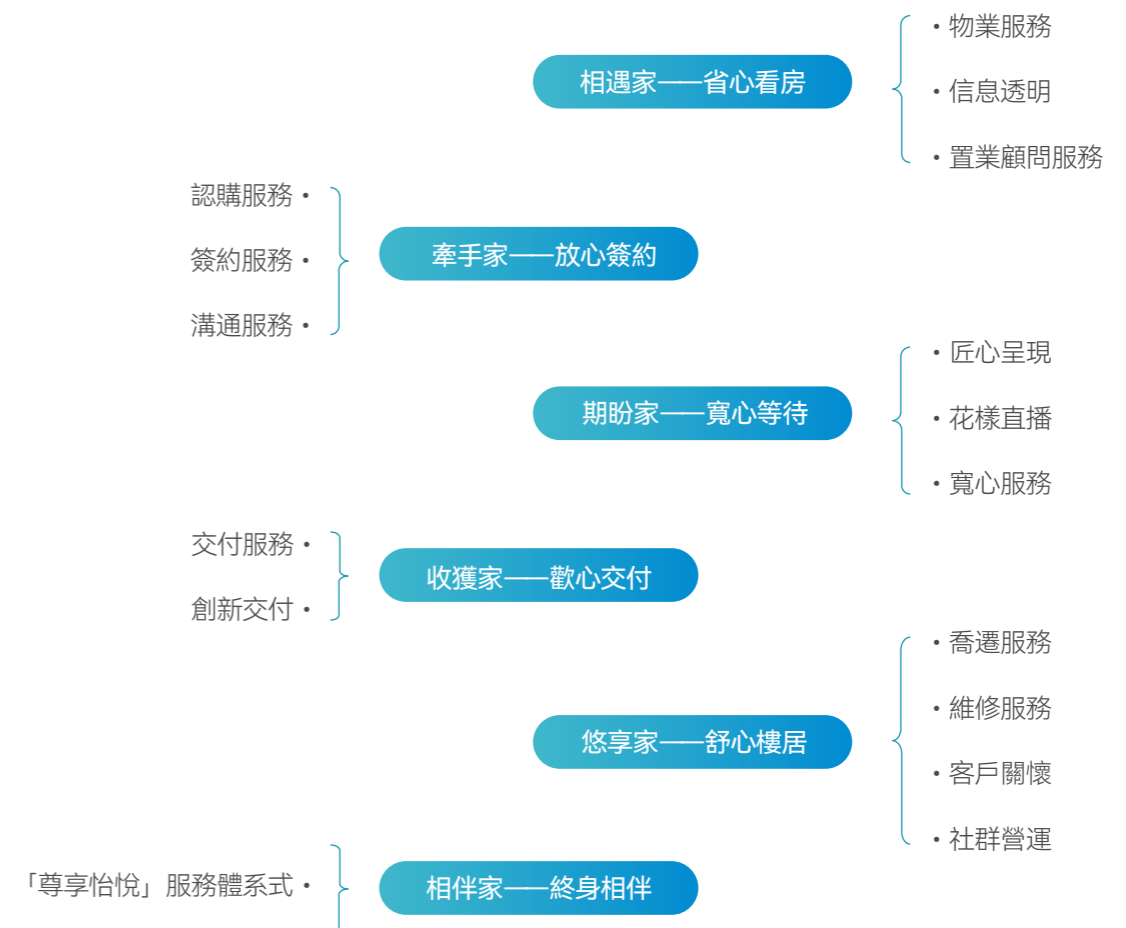 相遇家——省心看房
・物業服務
・信息透明
・置業顧問服務
牽手家——放心簽約
認購服務・
簽約服務・
溝通服務・
期盼家——寬心等待
・匠心呈現
・花樣直播
・寬心服務
收獲家——歡心交付
交付服務・
創新交付・
悠享家——舒心樓居
・喬遷服務
・維修服務
・客戶關懷
・社群營運
相伴家——終身相伴
「尊享怡悅」服務體系式・